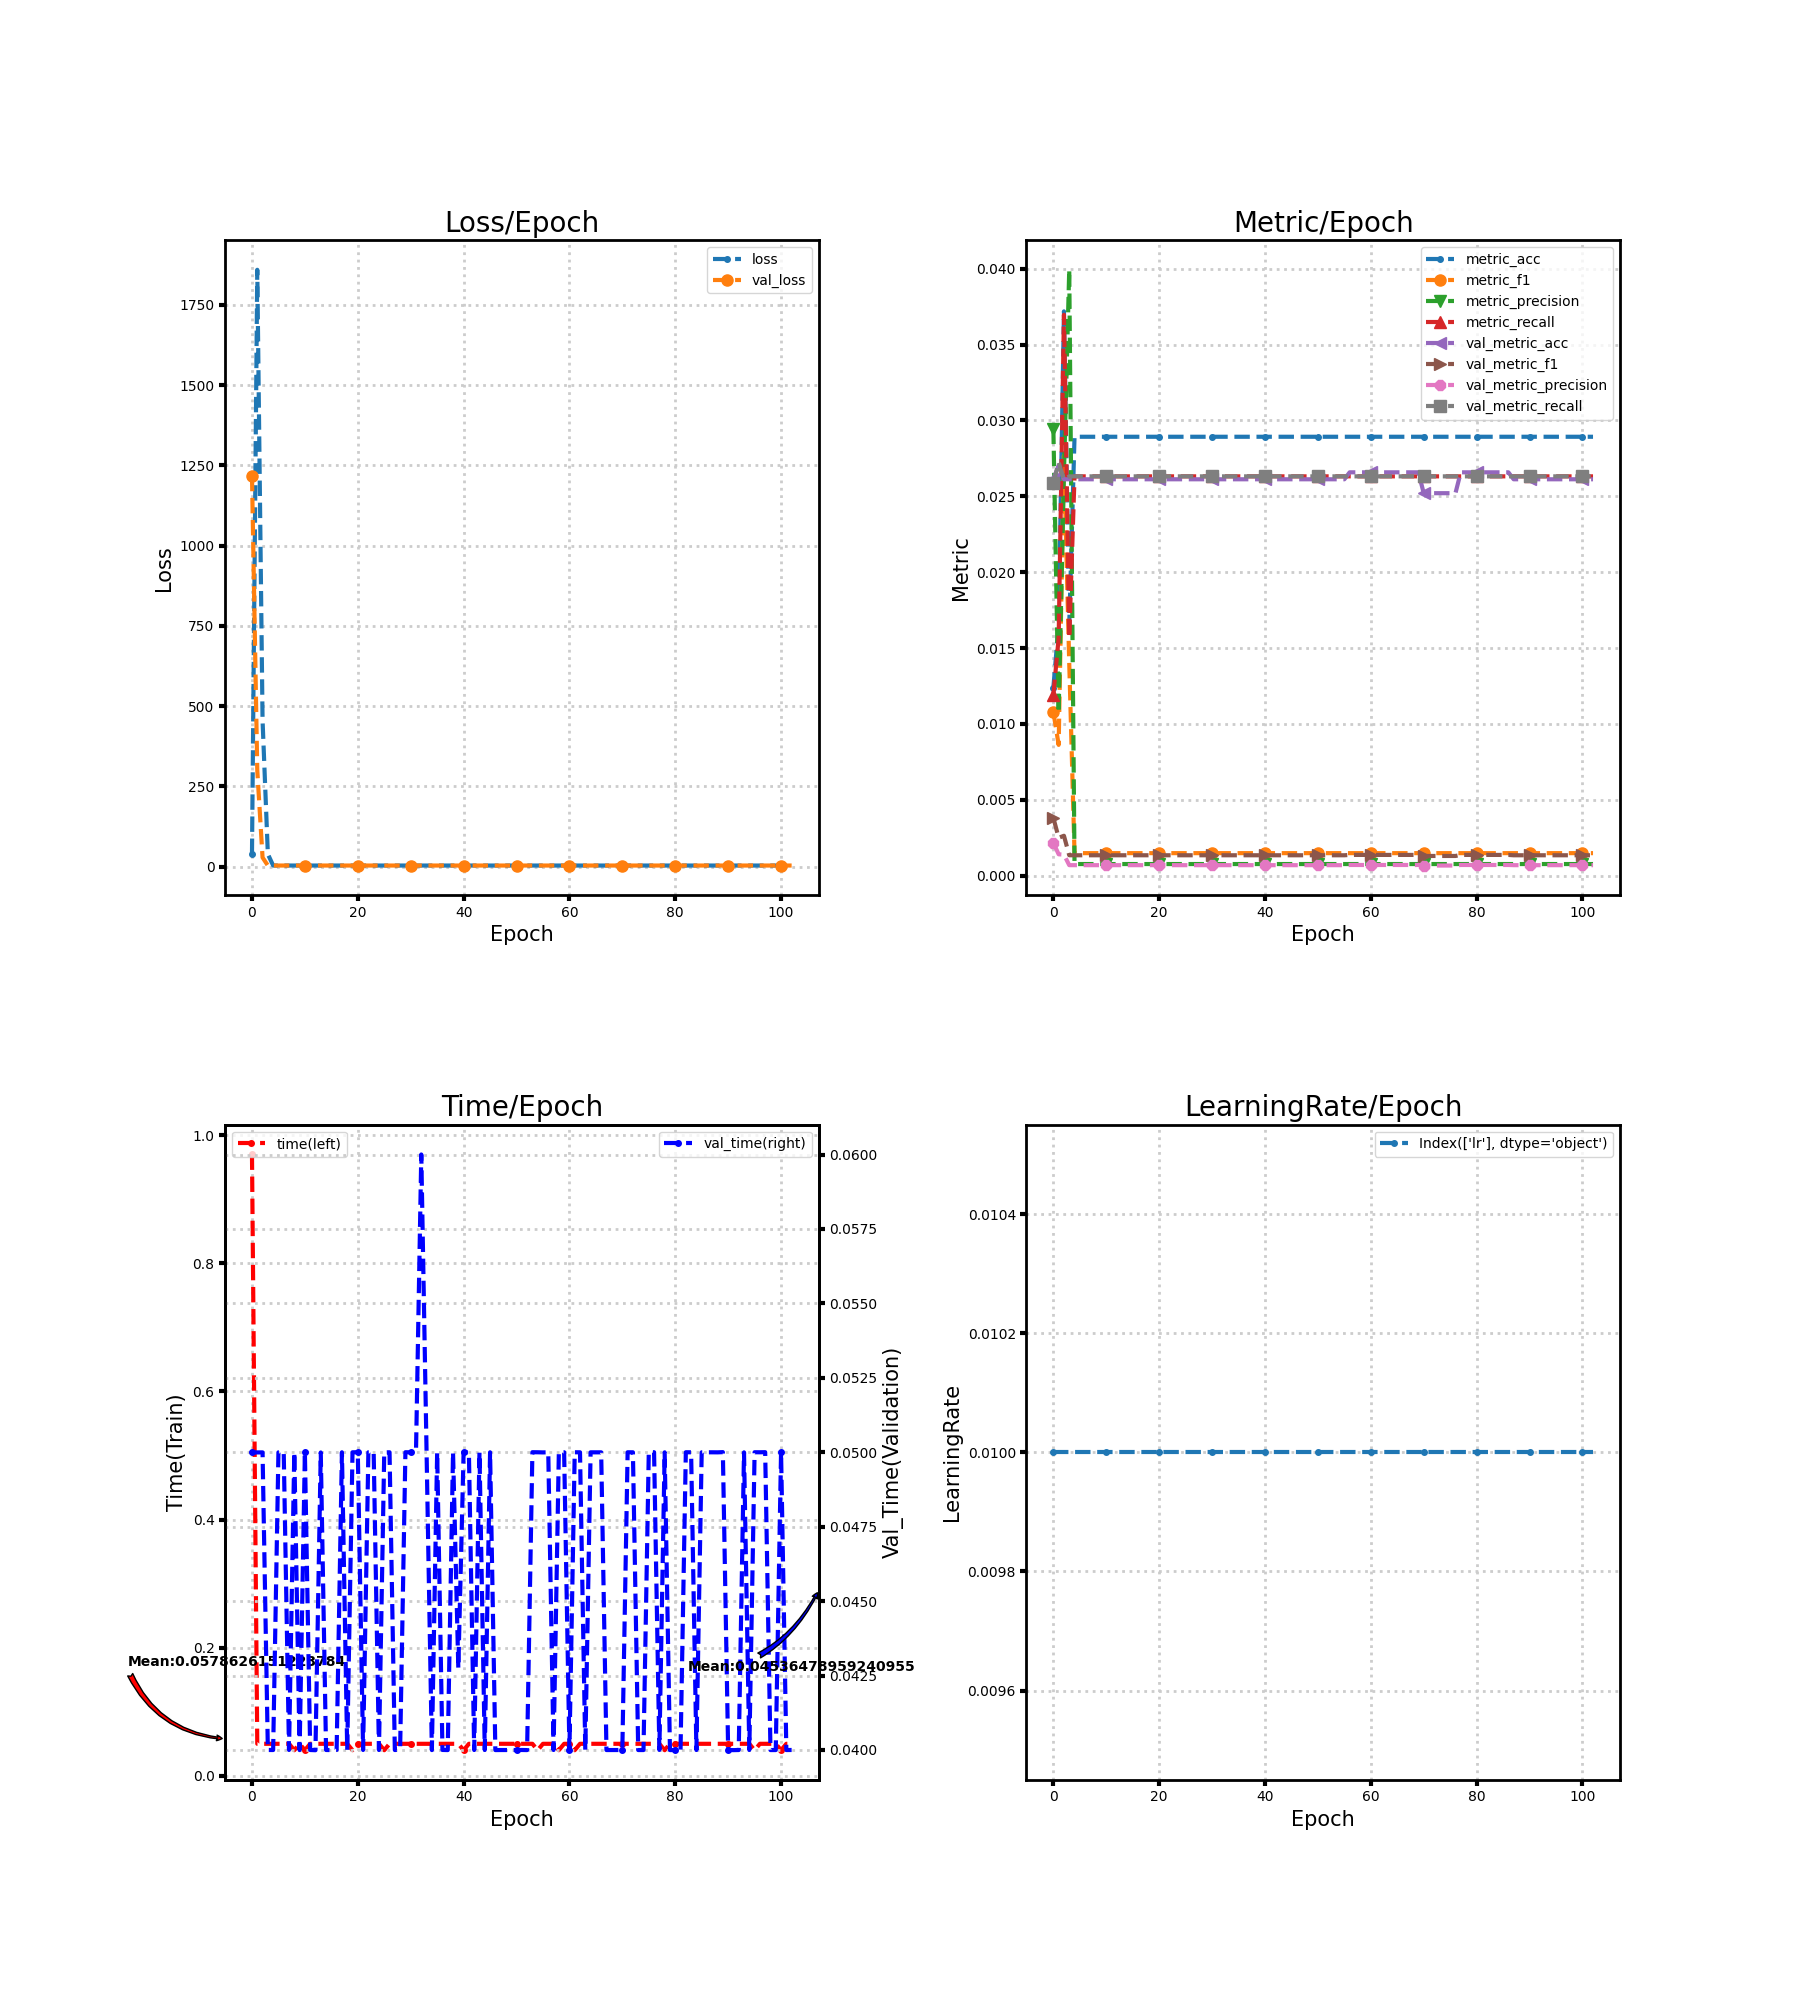 Loss/Epoch
loss
val_loss
1750
1500
1250
1000
750
500
250
0
Loss
0 20 40 60 80 100
Epoch
Metric/Epoch
metric_acc
metric_f1
metric_precision
metric_recall
val_metric_acc
val_metric_f1
val_metric_precision
val_metric_recall
0.040
0.035
0.030
0.025
0.020
0.015
0.010
0.005
0.000
Metric
0 20 40 60 80 100
Epoch
Time/Epoch
time(left)
val_time(right)
1.0
0.8
0.6
0.4
0.2
0.0
Time(Train)
0.0600
0.0575
0.0550
0.0525
0.0500
0.0475
0.0450
0.0425
0.0400
Val_Time(Validation)
Mean:0.04536473959240955
0 20 40 60 80 100
Epoch
LearningRate/Epoch
Index(['lr'], dtype='object')
0.0104
0.0102
0.0100
0.0098
0.0096
LearningRate
0 20 40 60 80 100
Epoch